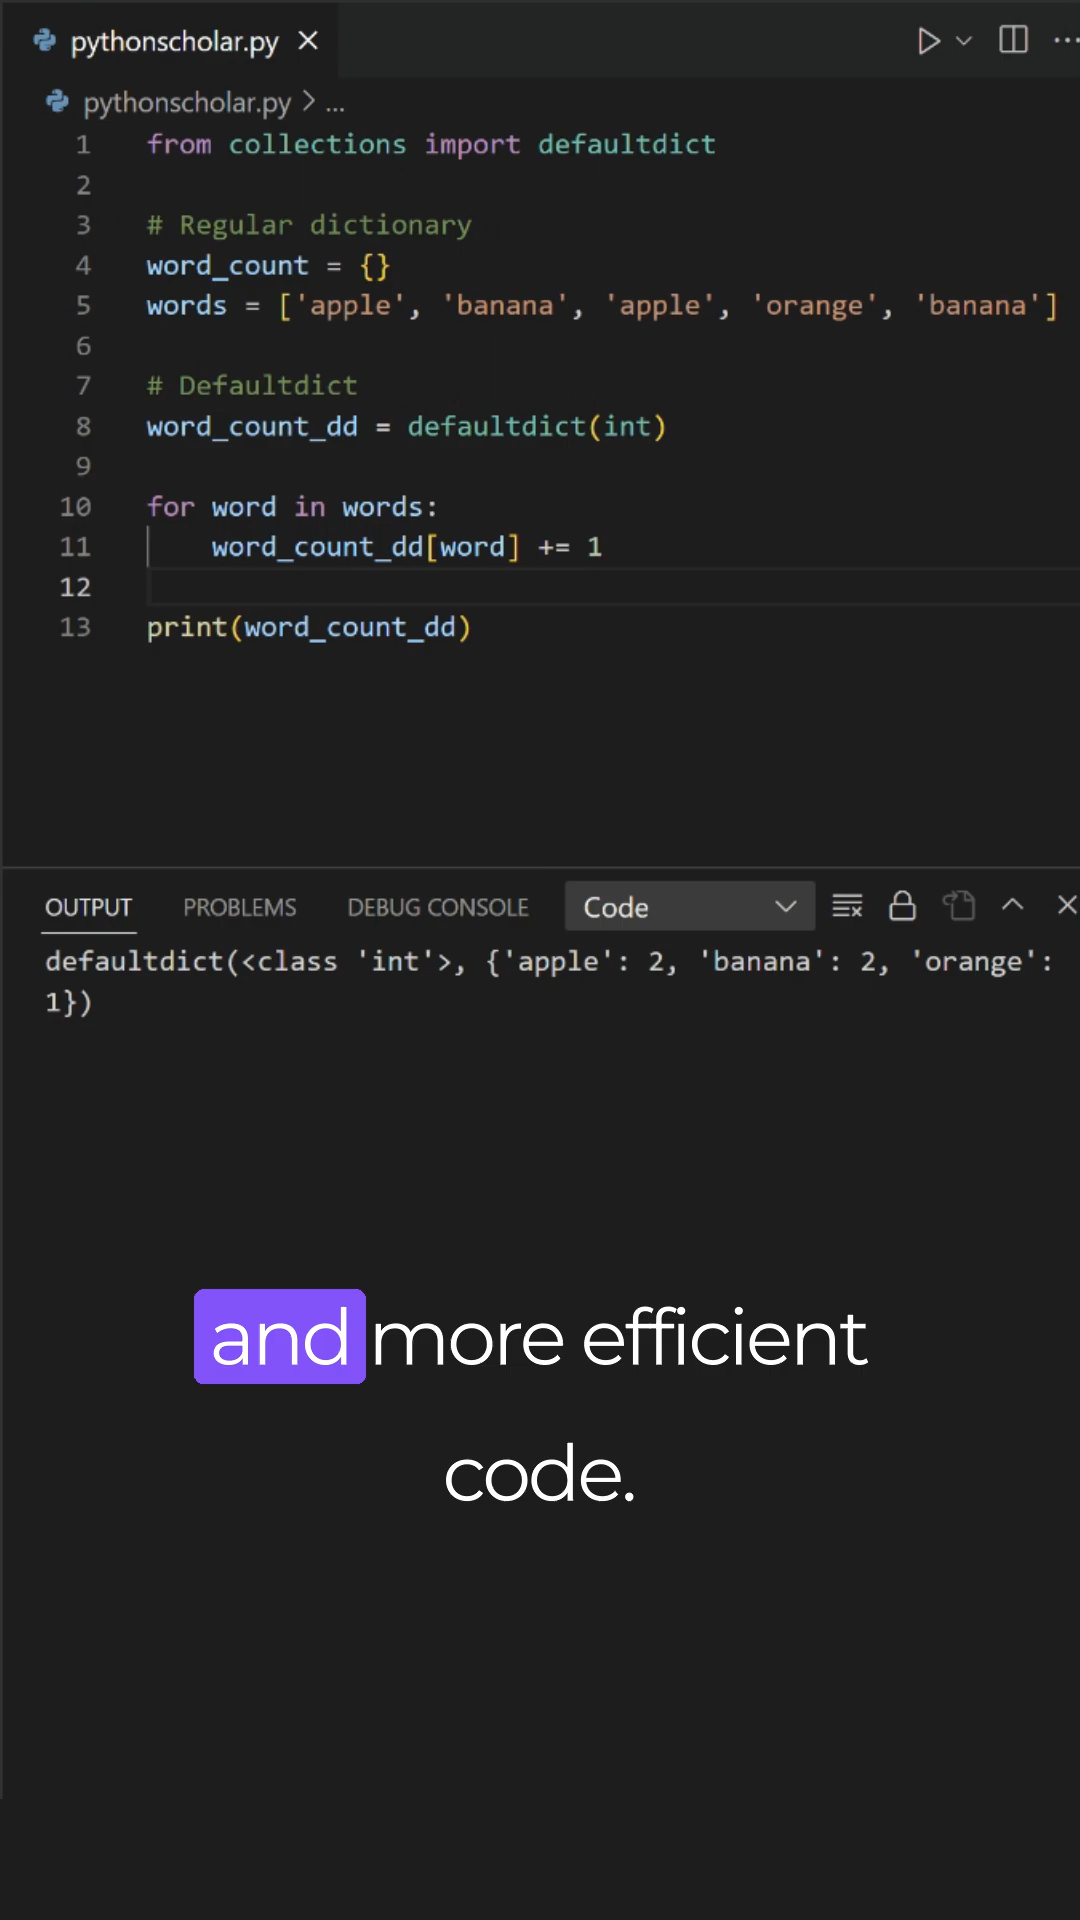 pythonscholar.py
pythonscholar.py > ...
1 from collections import defaultdict
2
3 # Regular dictionary
4 word_count = {}
5 words = ['apple', 'banana', 'apple', 'orange', 'banana']
6
7 # Defaultdict
8 word_count_dd = defaultdict(int)
9
10 for word in words:
11     word_count_dd[word] += 1
12
13 print(word_count_dd)
OUTPUT PROBLEMS DEBUG CONSOLE Code
defaultdict(<class 'int'>, {'apple': 2, 'banana': 2, 'orange':
1})
and more efficient
code.